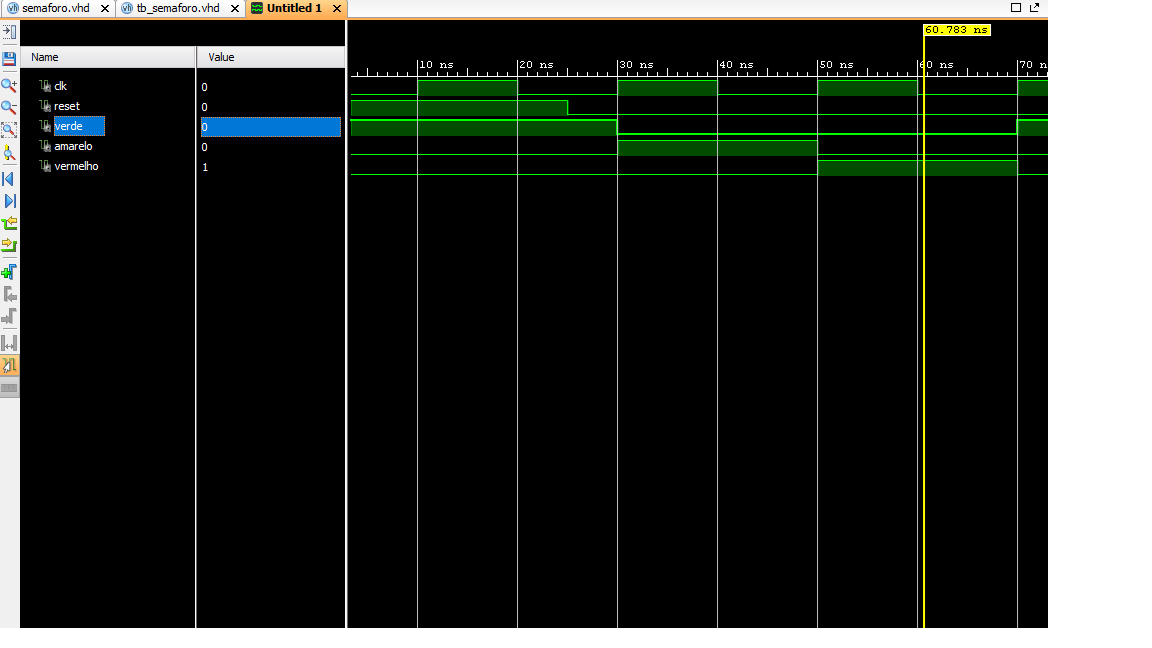 semaforo.vhd tb_semaforo.vhd Untitled 1
60.783 ns
Name Value
10 ns 20 ns 30 ns 40 ns 50 ns 60 ns 70 n
clk 0
reset 0
verde 0
amarelo 0
vermelho 1